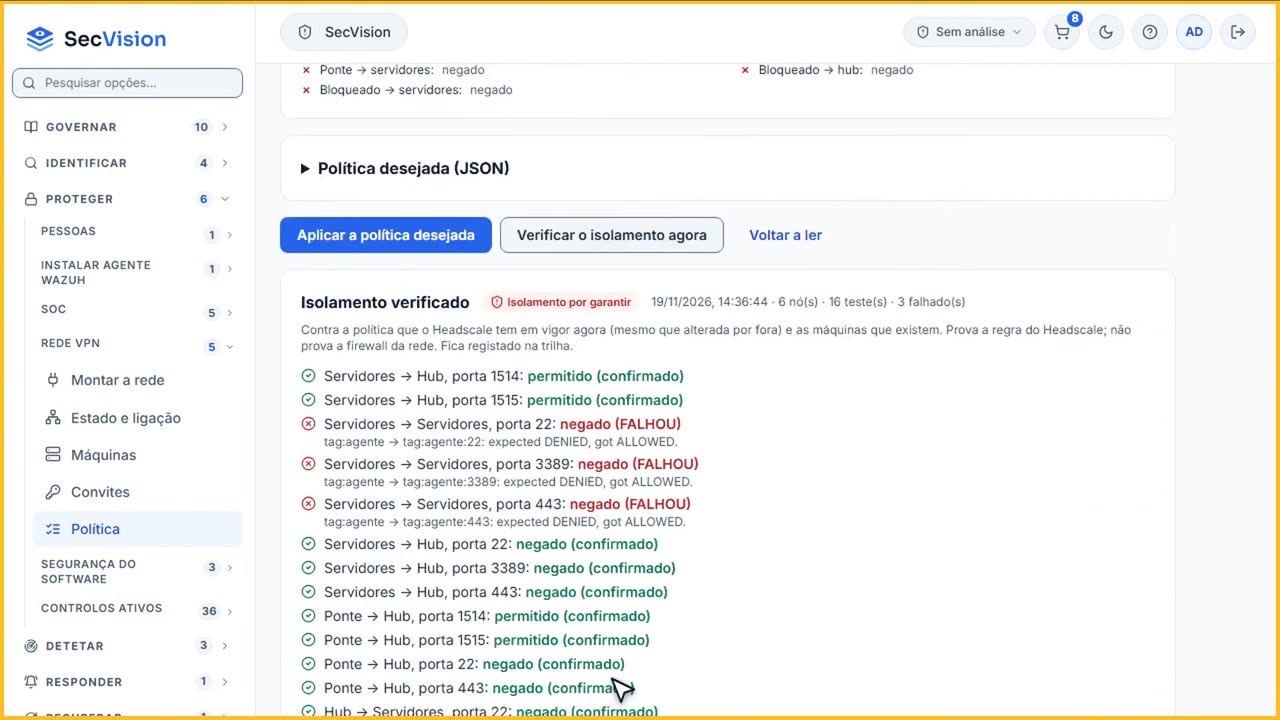 SecVision
SecVision
Sem análise
8
AD
Pesquisar opções...
GOVERNAR 10
IDENTIFICAR 4
PROTEGER 6
PESSOAS 1
INSTALAR AGENTE
WAZUH 1
SOC 5
REDE VPN 5
Montar a rede
Estado e ligação
Máquinas
Convites
Política
SEGURANÇA DO
SOFTWARE 3
CONTROLOS ATIVOS 36
DETETAR 3
RESPONDER 1
Ponte → servidores: negado
Bloqueado → hub: negado
Bloqueado → servidores: negado
Política desejada (JSON)
Aplicar a política desejada
Verificar o isolamento agora
Voltar a ler
Isolamento verificado Isolamento por garantir 19/11/2026, 14:36:44 · 6 nó(s) · 16 teste(s) · 3 falhado(s)
Contra a política que o Headscale tem em vigor agora (mesmo que alterada por fora) e as máquinas que existem. Prova a regra do Headscale; não
prova a firewall da rede. Fica registado na trilha.
Servidores → Hub, porta 1514: permitido (confirmado)
Servidores → Hub, porta 1515: permitido (confirmado)
Servidores → Servidores, porta 22: negado (FALHOU)
tag:agente → tag:agente:22: expected DENIED, got ALLOWED.
Servidores → Servidores, porta 3389: negado (FALHOU)
tag:agente → tag:agente:3389: expected DENIED, got ALLOWED.
Servidores → Servidores, porta 443: negado (FALHOU)
tag:agente → tag:agente:443: expected DENIED, got ALLOWED.
Servidores → Hub, porta 22: negado (confirmado)
Servidores → Hub, porta 3389: negado (confirmado)
Servidores → Hub, porta 443: negado (confirmado)
Ponte → Hub, porta 1514: permitido (confirmado)
Ponte → Hub, porta 1515: permitido (confirmado)
Ponte → Hub, porta 22: negado (confirmado)
Ponte → Hub, porta 443: negado
Hub → Servidores, porta 22: negado (confirmado)